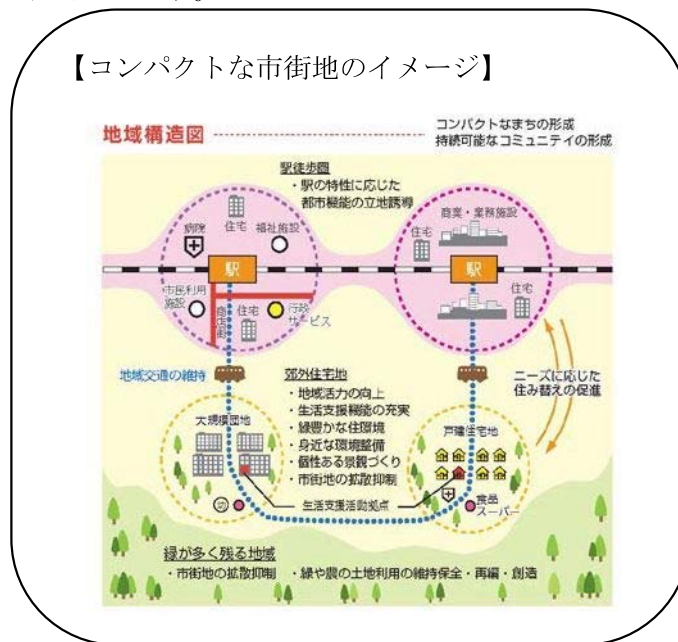 【コンパクトな市街地のイメージ】
地域構造図
コンパクトなまちの形成
持続可能なコミュニティの形成
駅徒歩圏
・駅の特性に応じた
都市機能の立地誘導
病院
住宅
福祉施設
商業・業務施設
住宅
駅
駅
市民利用
施設
商店街
住宅
行政
サービス
住宅
地域交通の維持
郊外住宅地
・地域活力の向上
・生活支援機能の充実
・緑豊かな住環境
・身近な環境整備
・個性ある景観づくり
・市街地の拡散抑制
ニーズに応じた
住み替えの促進
大規模団地
戸建住宅地
生活支援活動拠点
食品
スーパー
緑が多く残る地域
・市街地の拡散抑制 ・緑や農の土地利用の維持保全・再編・創造